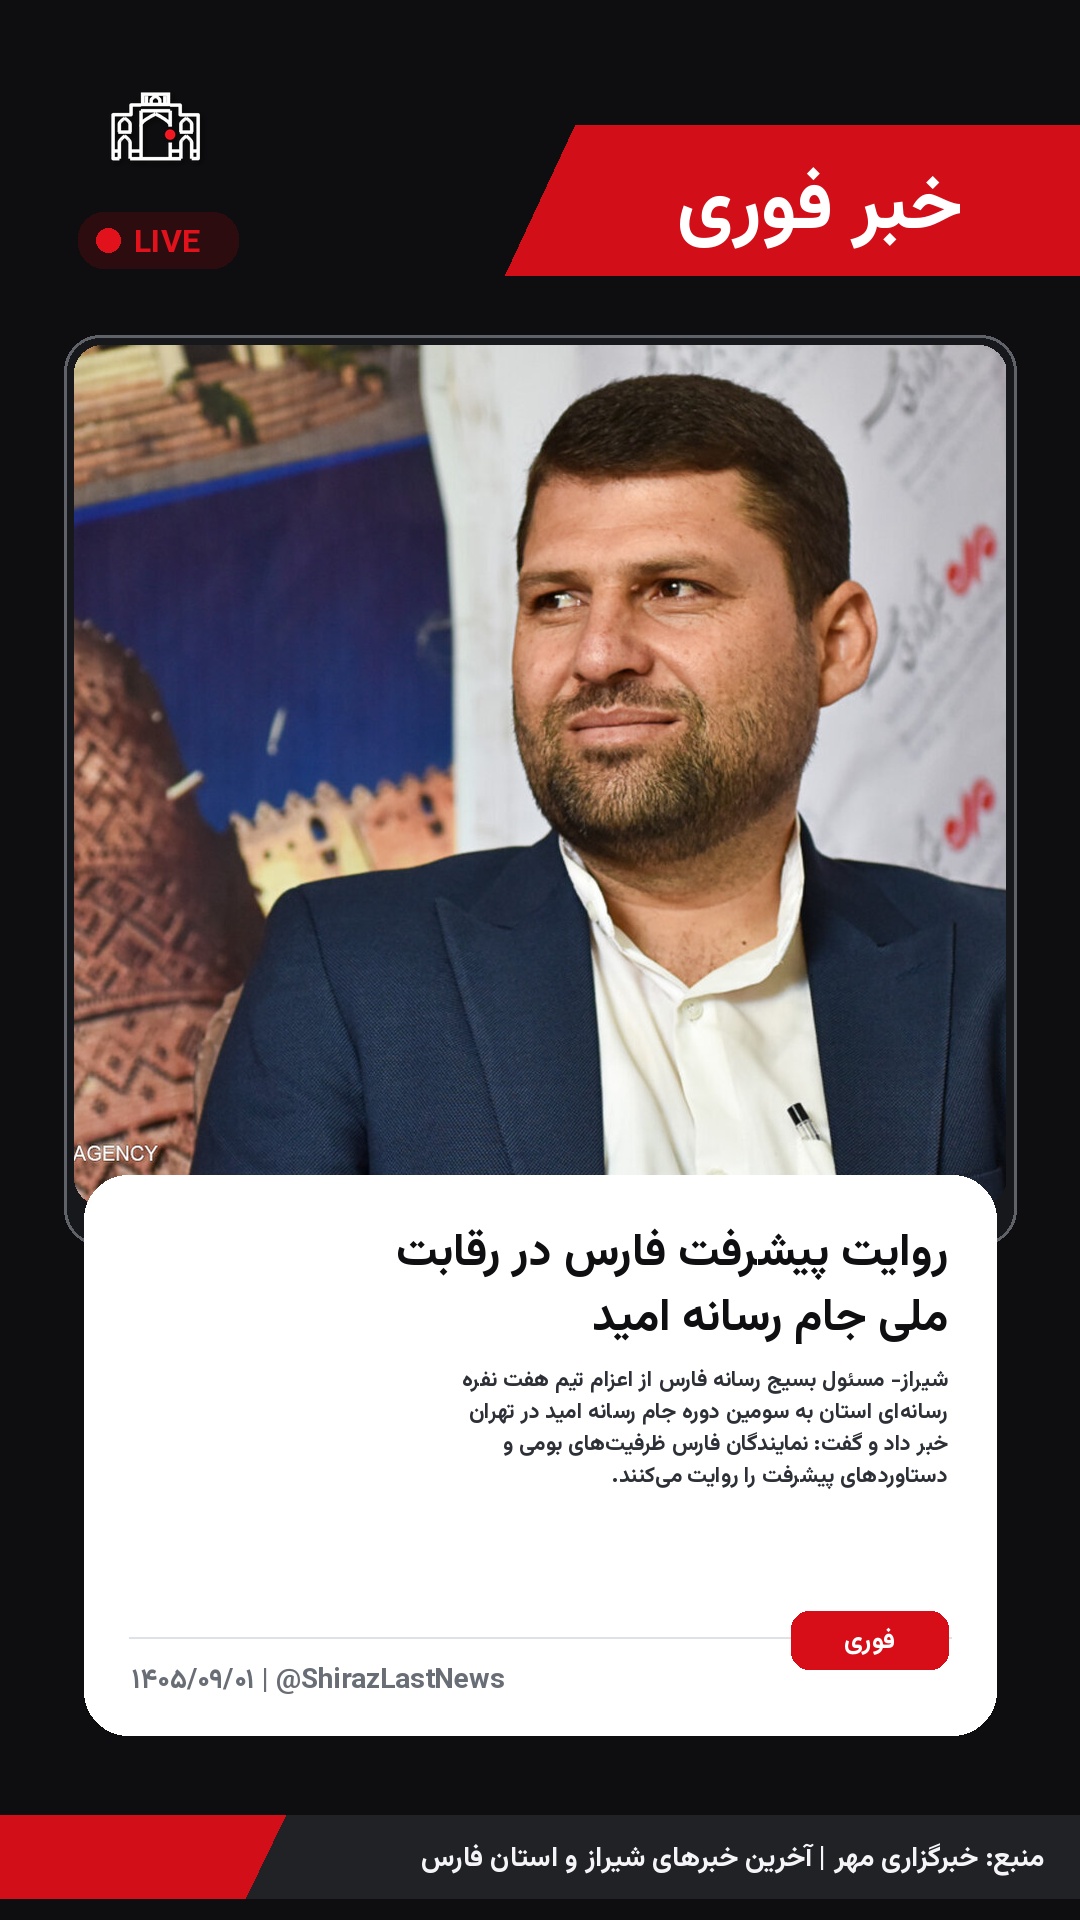 خبر فوری
LIVE
AGENCY
روایت پیشرفت فارس در رقابت
ملی جام رسانه امید
شیراز- مسئول بسیج رسانه فارس از اعزام تیم هفت نفره
رسانه‌ای استان به سومین دوره جام رسانه امید در تهران
خبر داد و گفت: نمایندگان فارس ظرفیت‌های بومی و
دستاوردهای پیشرفت را روایت می‌کنند.
فوری
۱۴۰۵/۰۹/۰۱ | @ShirazLastNews
منبع: خبرگزاری مهر | آخرین خبرهای شیراز و استان فارس